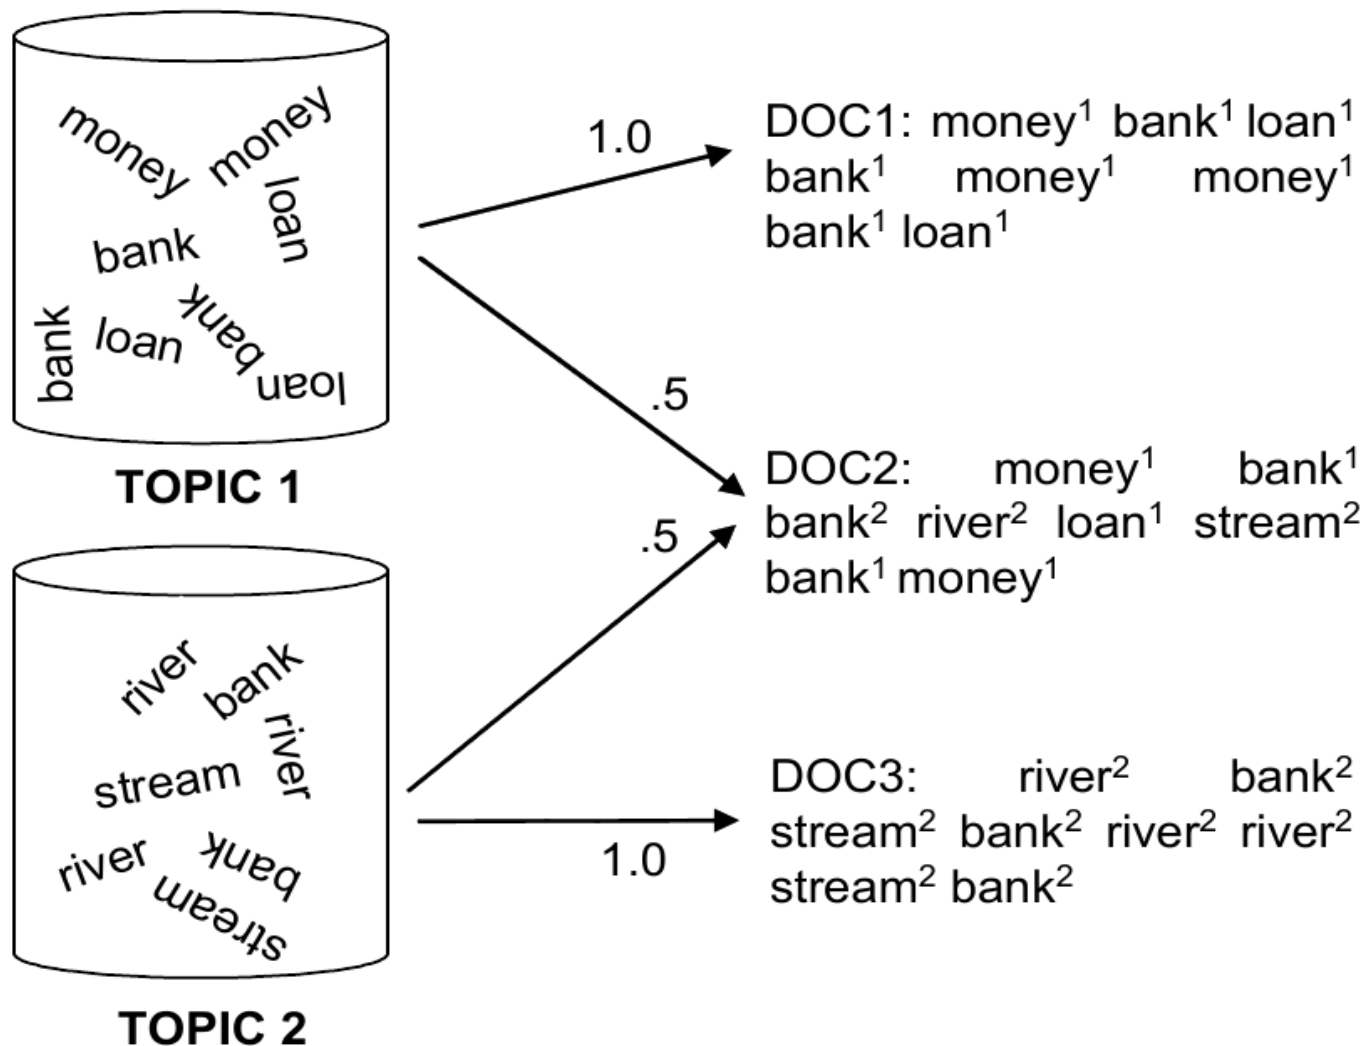 money money
loan
bank
bank
bank
loan
loan
TOPIC 1
river
bank
river
stream
river
bank
stream
TOPIC 2
1.0
.5
.5
1.0
DOC1: money¹ bank¹ loan¹
bank¹ money¹ money¹
bank¹ loan¹
DOC2: money¹ bank¹
bank² river² loan¹ stream²
bank¹ money¹
DOC3: river² bank²
stream² bank² river² river²
stream² bank²